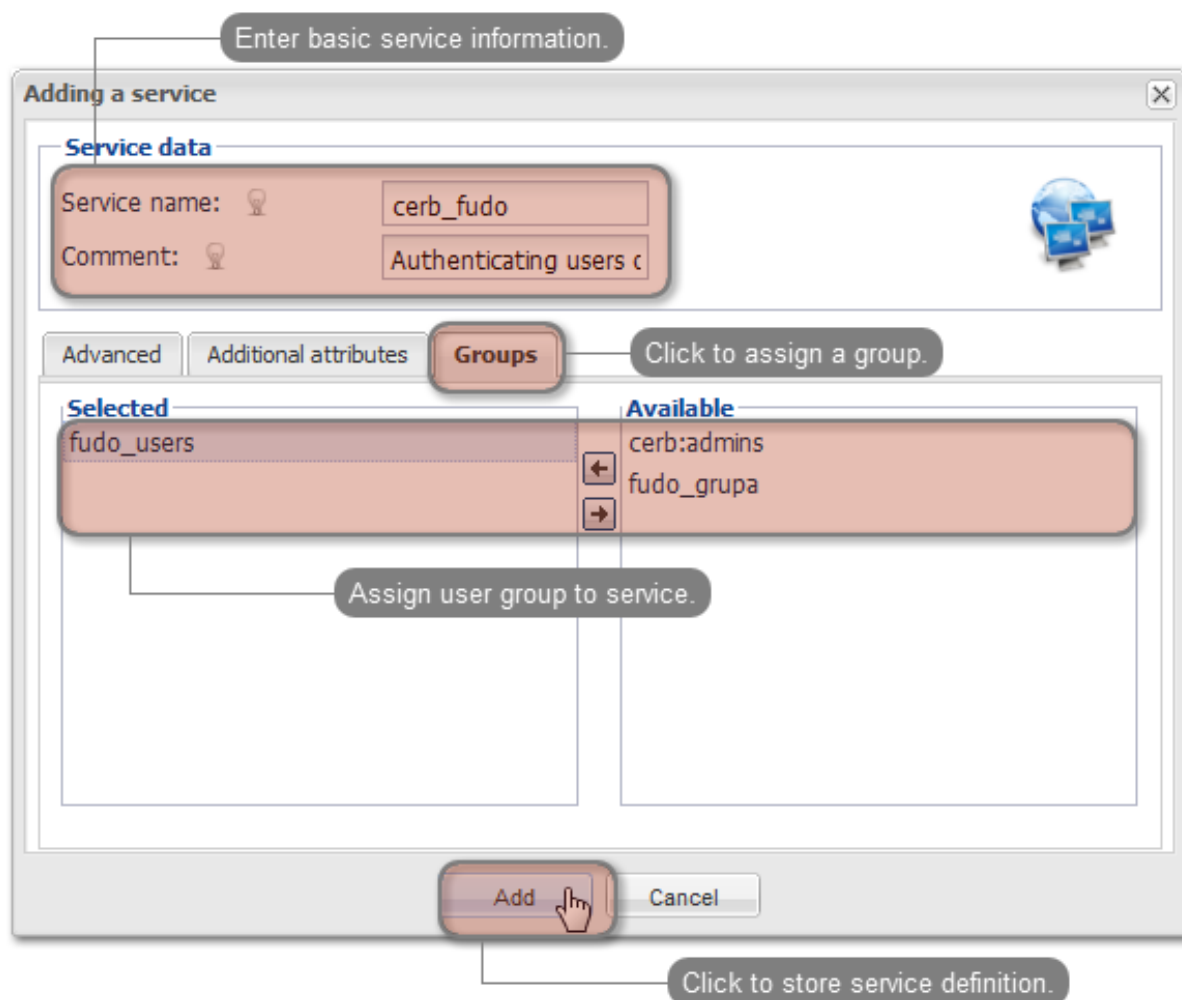 Enter basic service information.
Adding a service
Service data
Service name: cerb_fudo
Comment: Authenticating users
Advanced Additional attributes Groups Click to assign a group.
Selected Available
fudo_users cerb:admins
fudo_grupa
Assign user group to service.
Add Cancel
Click to store service definition.